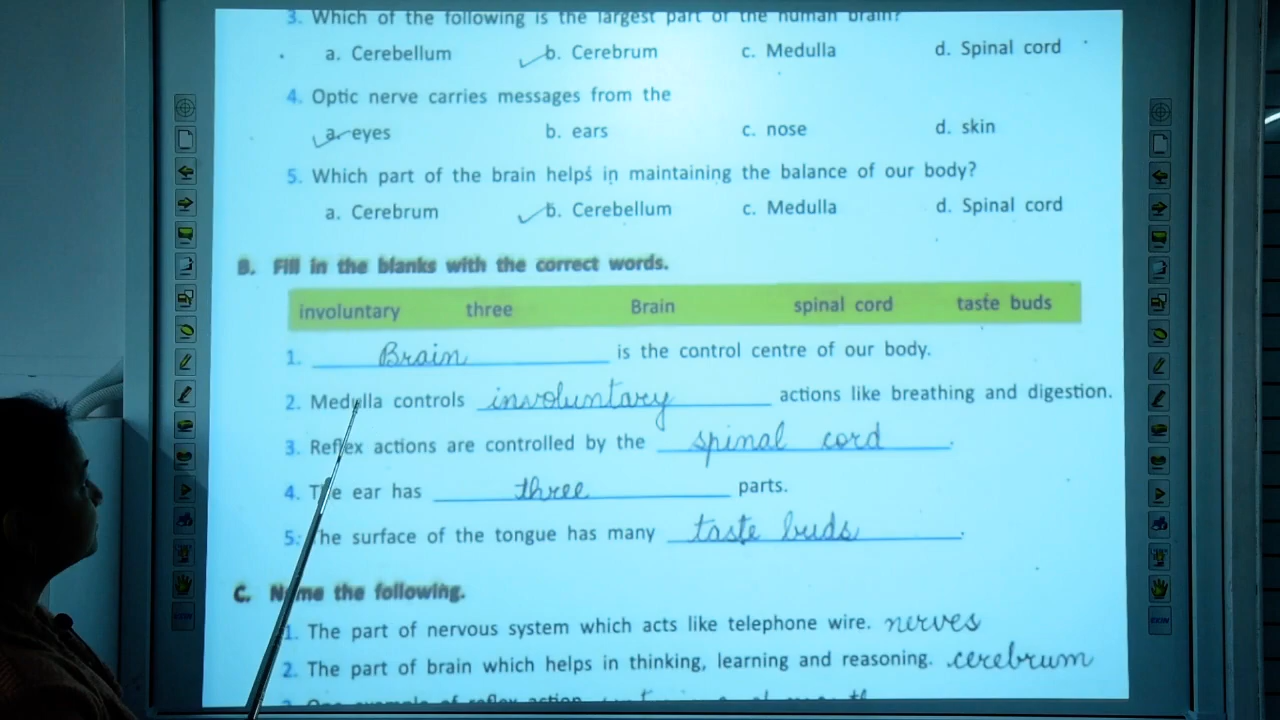 3. Which of the following is the largest part of the human brain?
a. Cerebellum b. Cerebrum c. Medulla d. Spinal cord
4. Optic nerve carries messages from the
a. eyes b. ears c. nose d. skin
5. Which part of the brain helps in maintaining the balance of our body?
a. Cerebrum b. Cerebellum c. Medulla d. Spinal cord
B. Fill in the blanks with the correct words.
involuntary three Brain spinal cord taste buds
1. Brain is the control centre of our body.
2. Medulla controls involuntary actions like breathing and digestion.
3. Reflex actions are controlled by the spinal cord.
4. The ear has three parts.
5. The surface of the tongue has many taste buds.
C. Name the following.
1. The part of nervous system which acts like telephone wire. nerves
2. The part of brain which helps in thinking, learning and reasoning. cerebrum
One example of reflex action